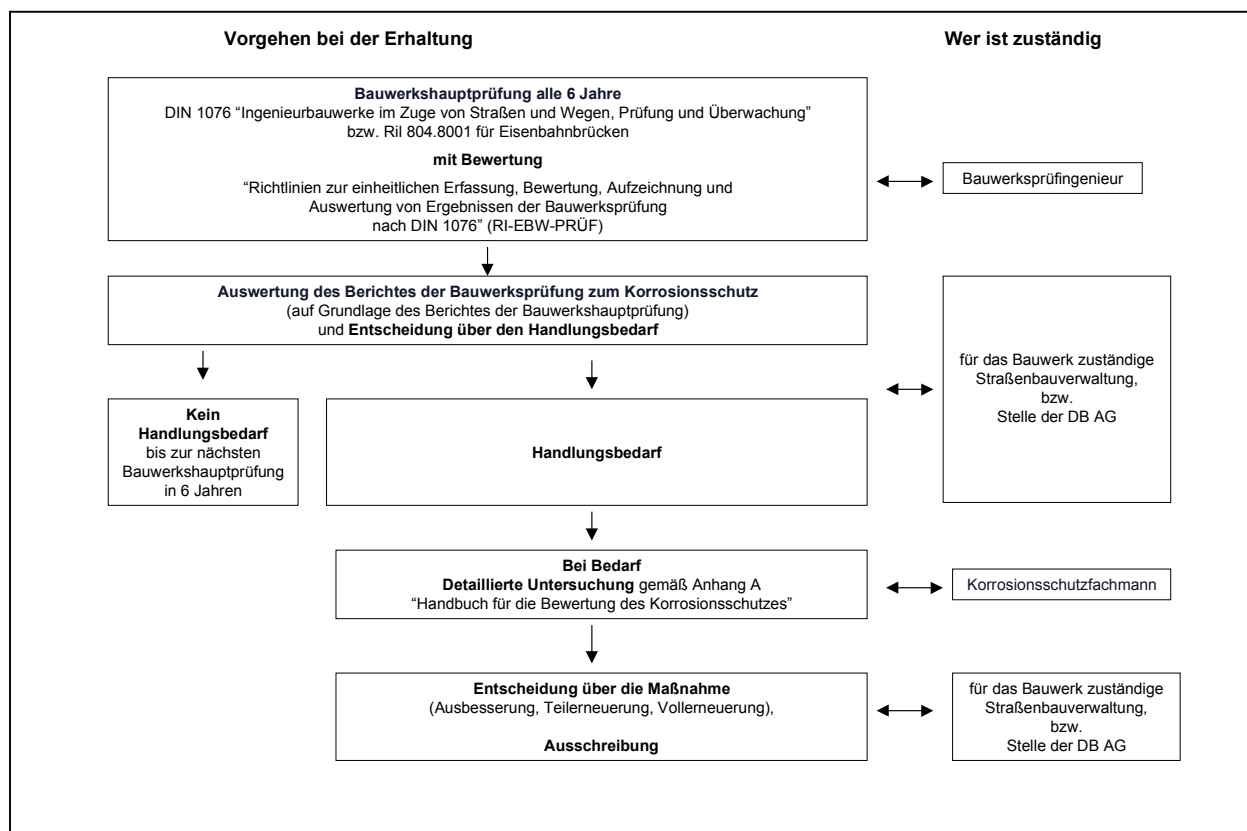 Vorgehen bei der Erhaltung
Wer ist zuständig
Bauwerkshauptprüfung alle 6 Jahre
DIN 1076 “Ingenieurbauwerke im Zuge von Straßen und Wegen, Prüfung und Überwachung”
bzw. Ril 804.8001 für Eisenbahnbrücken
mit Bewertung
“Richtlinien zur einheitlichen Erfassung, Bewertung, Aufzeichnung und
Auswertung von Ergebnissen der Bauwerksprüfung
nach DIN 1076” (RI-EBW-PRÜF)
Bauwerksprüfingenieur
Auswertung des Berichtes der Bauwerksprüfung zum Korrosionsschutz
(auf Grundlage des Berichtes der Bauwerkshauptprüfung)
und Entscheidung über den Handlungsbedarf
für das Bauwerk zuständige
Straßenbauverwaltung,
bzw.
Stelle der DB AG
Kein
Handlungsbedarf
bis zur nächsten
Bauwerkshauptprüfung
in 6 Jahren
Handlungsbedarf
Bei Bedarf
Detaillierte Untersuchung gemäß Anhang A
“Handbuch für die Bewertung des Korrosionsschutzes”
Korrosionsschutzfachmann
Entscheidung über die Maßnahme
(Ausbesserung, Teilerneuerung, Vollerneuerung),
Ausschreibung
für das Bauwerk zuständige
Straßenbauverwaltung,
bzw.
Stelle der DB AG